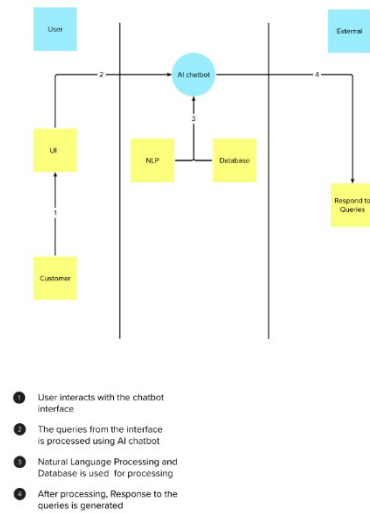 User
External
2
AI chatbot
4
3
UI
NLP
Database
Respond to
Queries
1
Customer
1 User interacts with the chatbot
interface
2 The queries from the interface
is processed using AI chatbot
3 Natural Language Processing and
Database is used for processing
4 After processing, Response to the
queries is generated